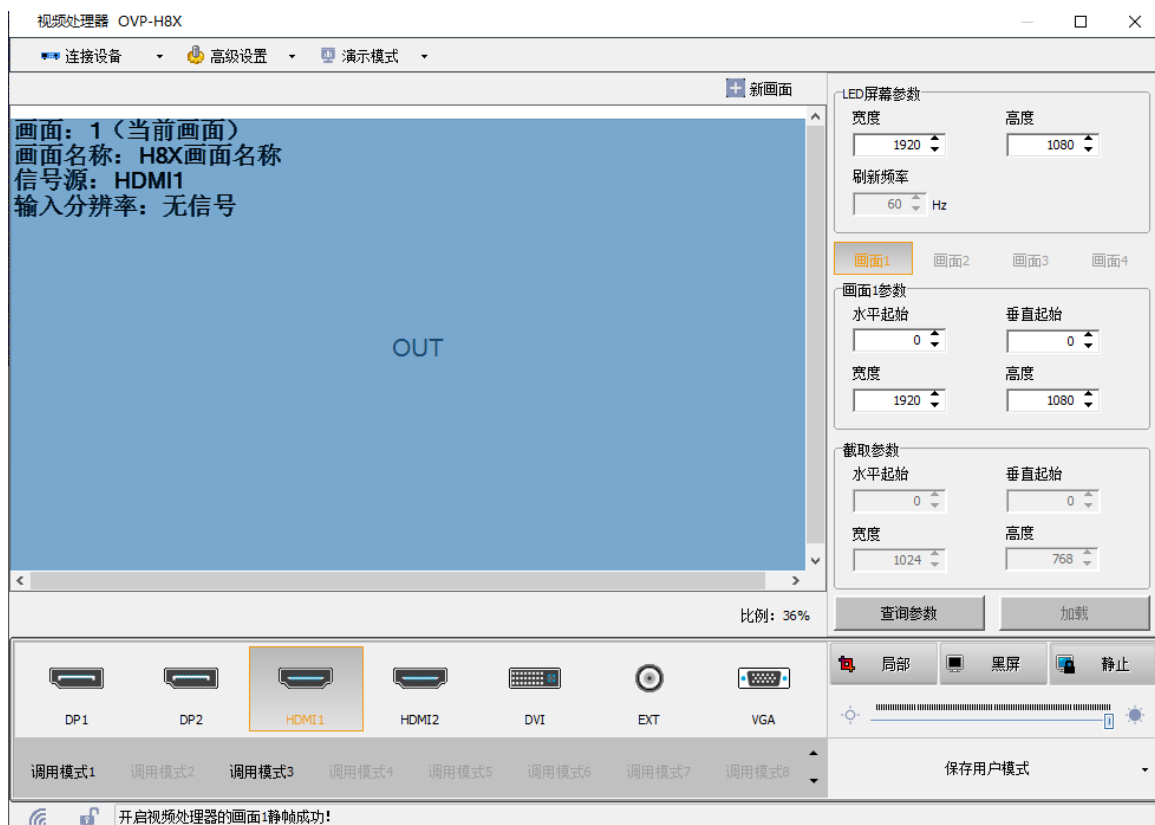 视频处理器 OVP-H8X
连接设备 高级设置 演示模式
新画面
画面：1（当前画面）
画面名称：H8X画面名称
信号源：HDMI1
输入分辨率：无信号
OUT
比例：36%
LED屏幕参数
宽度 高度
1920 1080
刷新频率
60 Hz
画面1 画面2 画面3 画面4
画面1参数
水平起始 垂直起始
0 0
宽度 高度
1920 1080
截取参数
水平起始 垂直起始
0 0
宽度 高度
1024 768
查询参数 加载
DP1 DP2 HDMI1 HDMI2 DVI EXT VGA
局部 黑屏 静止
调用模式1 调用模式2 调用模式3 调用模式4 调用模式5 调用模式6 调用模式7 调用模式8
保存用户模式
开启视频处理器的画面1静帧成功！